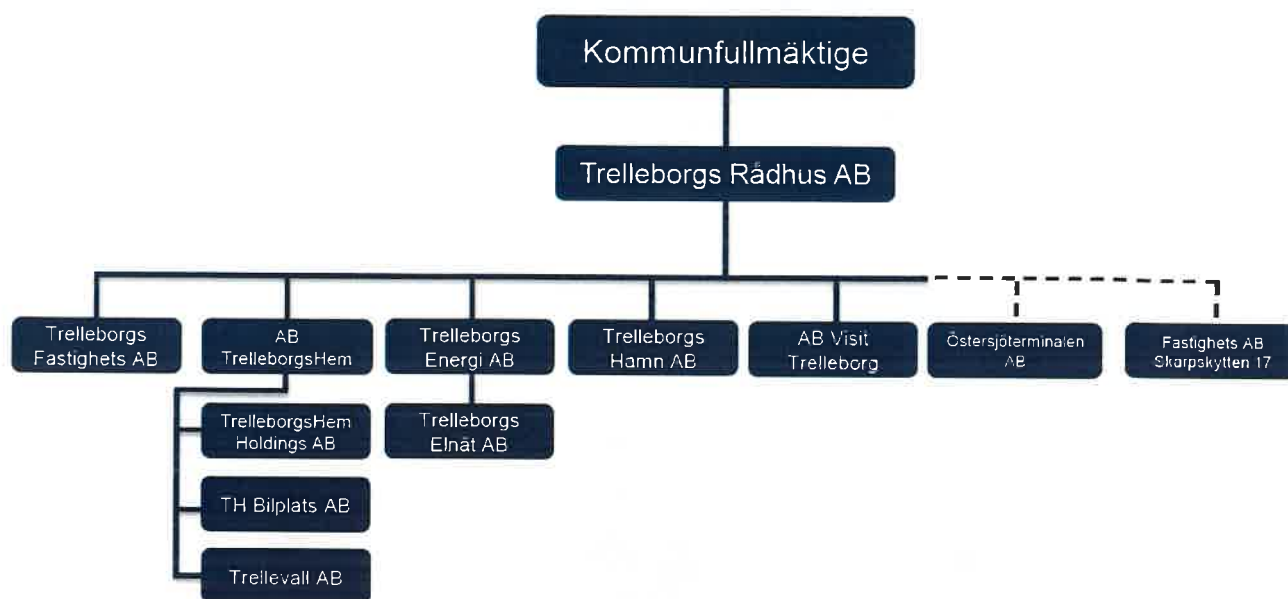 Kommunfullmäktige
Trelleborgs Rådhus AB
Trelleborgs
Fastighets AB
AB
TrelleborgsHem
Trelleborgs
Energi AB
Trelleborgs
Hamn AB
AB Visit
Trelleborg
Östersjöterminalen
AB
Fastighets AB
Skarpskytten 17
TrelleborgsHem
Holdings AB
Trelleborgs
Elnät AB
TH Bilplats AB
Trellevall AB